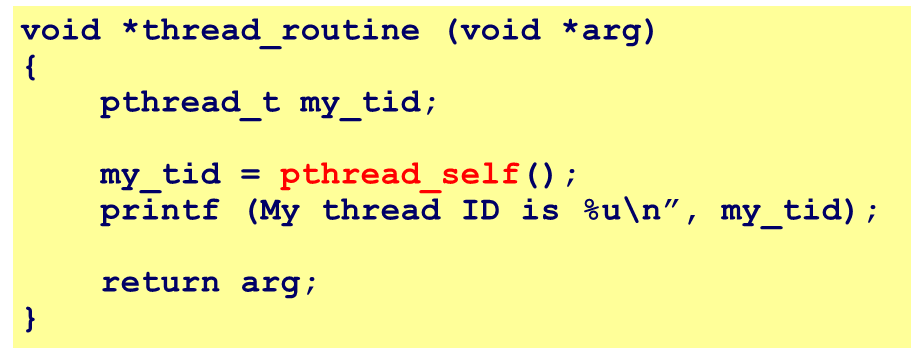 void *thread_routine (void *arg)
{
    pthread_t my_tid;

    my_tid = pthread_self();
    printf (My thread ID is %u\n”, my_tid);

    return arg;
}